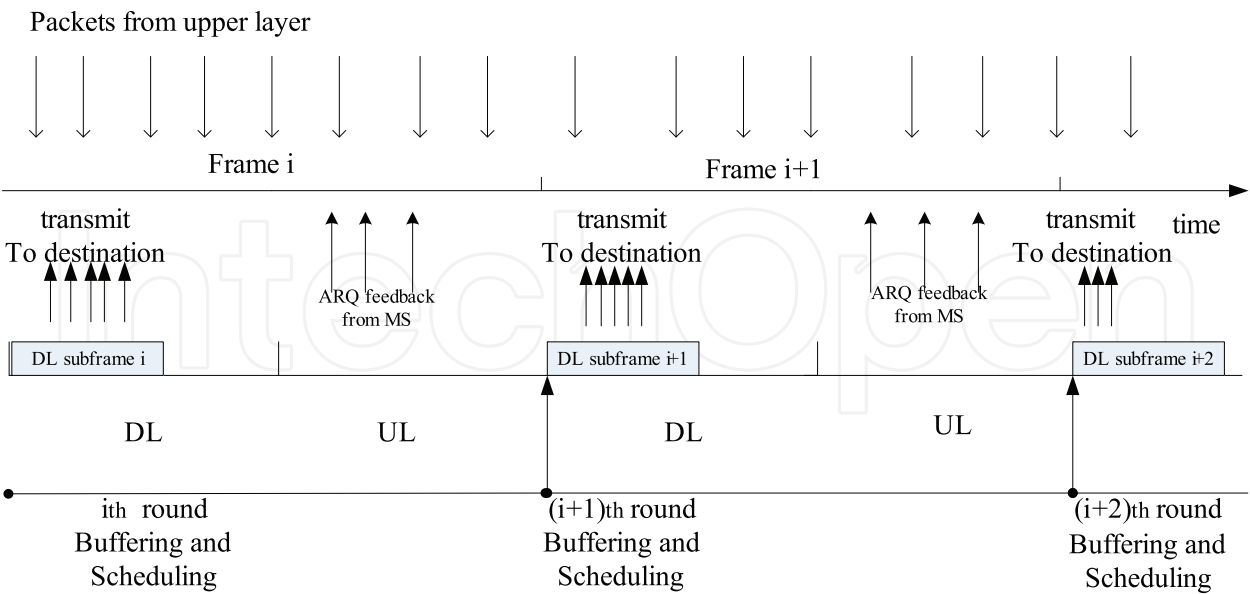 Packets from upper layer
Frame i
Frame i+1
transmit
To destination
transmit
To destination
transmit
To destination
time
ARQ feedback
from MS
ARQ feedback
from MS
DL subframe i
DL subframe i+1
DL subframe i+2
DL
UL
DL
UL
ith round
Buffering and
Scheduling
(i+1)th round
Buffering and
Scheduling
(i+2)th round
Buffering and
Scheduling
IntechOpen